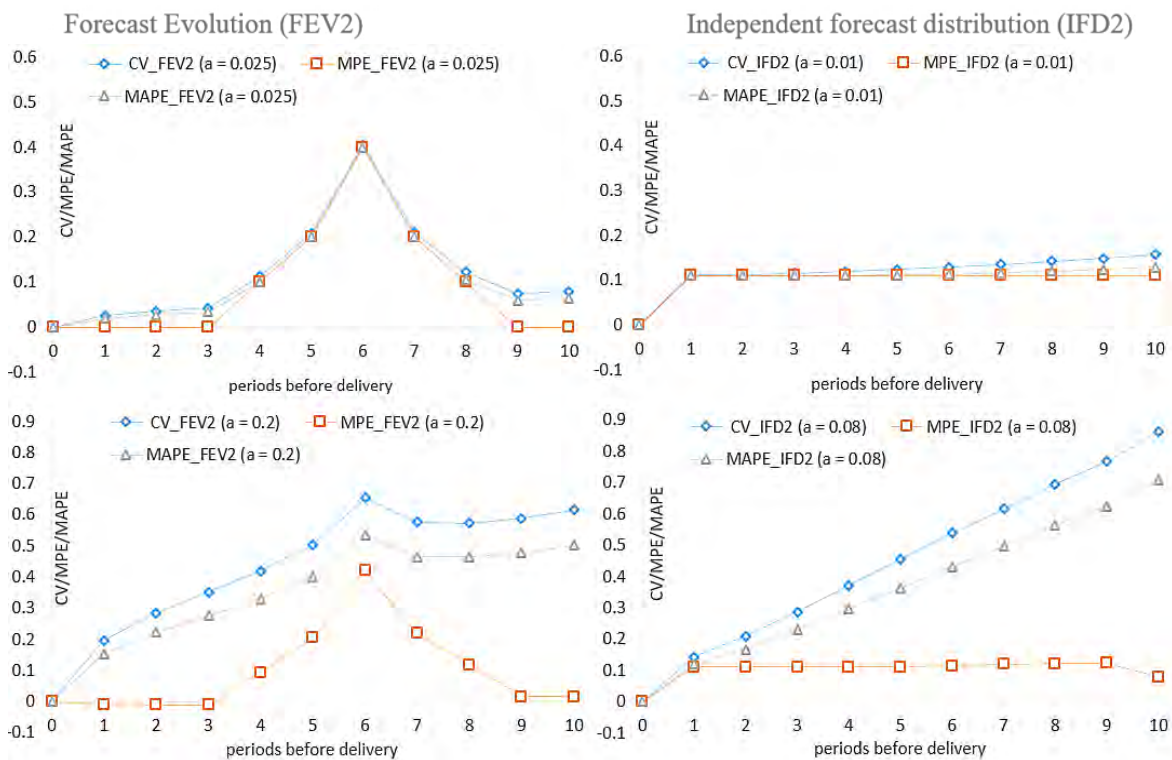 Forecast Evolution (FEV2)
Independent forecast distribution (IFD2)
CV/MPE/MAPE
0.6
0.5
0.4
0.3
0.2
0.1
0
-0.1
CV_FEV2 (a = 0.025)
MPE_FEV2 (a = 0.025)
MAPE_FEV2 (a = 0.025)
0 1 2 3 4 5 6 7 8 9 10
periods before delivery
CV/MPE/MAPE
0.6
0.5
0.4
0.3
0.2
0.1
0
-0.1
CV_IFD2 (a = 0.01)
MPE_IFD2 (a = 0.01)
MAPE_IFD2 (a = 0.01)
0 1 2 3 4 5 6 7 8 9 10
periods before delivery
CV/MPE/MAPE
0.9
0.8
0.7
0.6
0.5
0.4
0.3
0.2
0.1
0
-0.1
CV_FEV2 (a = 0.2)
MPE_FEV2 (a = 0.2)
MAPE_FEV2 (a = 0.2)
0 1 2 3 4 5 6 7 8 9 10
periods before delivery
CV/MPE/MAPE
0.9
0.8
0.7
0.6
0.5
0.4
0.3
0.2
0.1
0
-0.1
CV_IFD2 (a = 0.08)
MPE_IFD2 (a = 0.08)
MAPE_IFD2 (a = 0.08)
0 1 2 3 4 5 6 7 8 9 10
periods before delivery